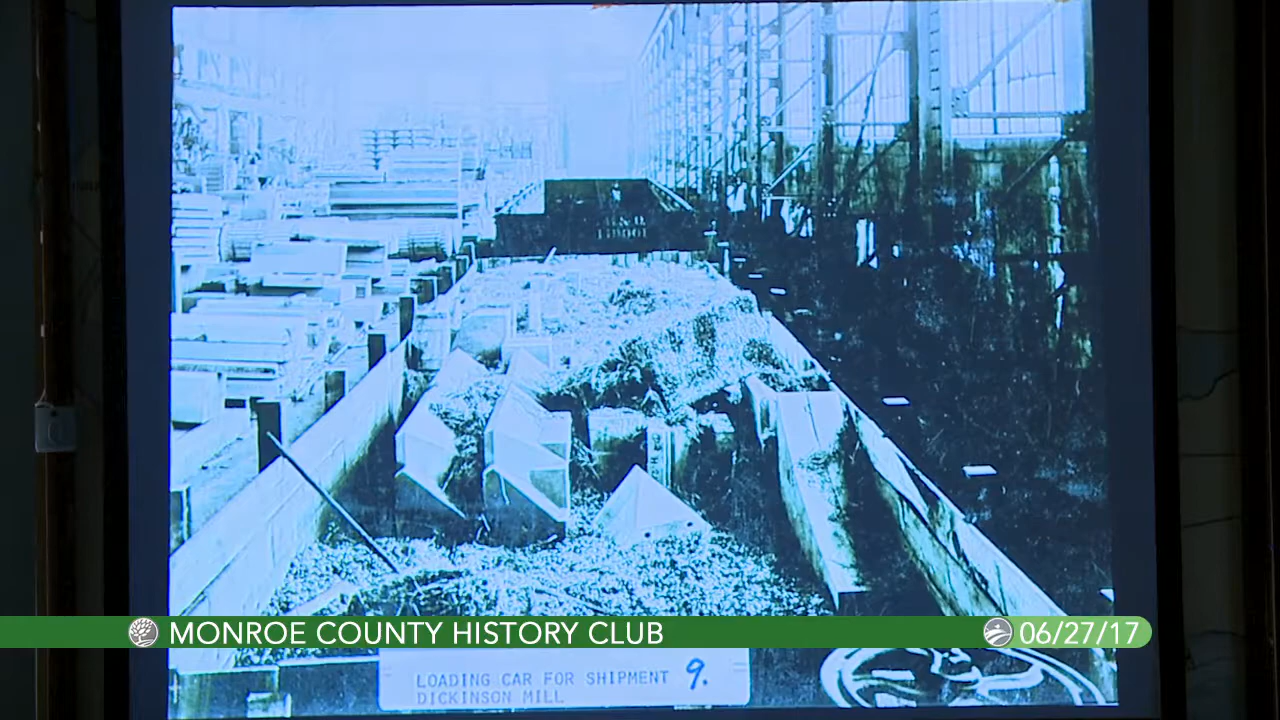 MONROE COUNTY HISTORY CLUB
06/27/17
LOADING CAR FOR SHIPMENT 9.
DICKINSON MILL